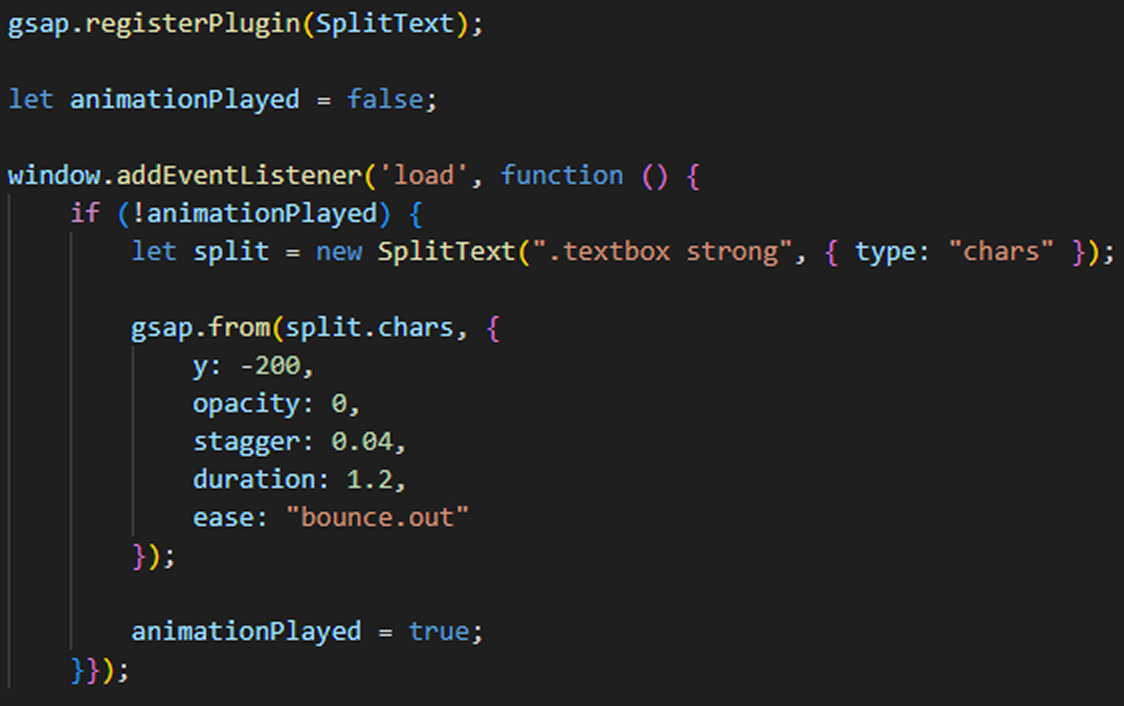 gsap.registerPlugin(SplitText);
let animationPlayed = false;
window.addEventListener('load', function () {
if (!animationPlayed) {
let split = new SplitText(".textbox strong", { type: "chars" });
gsap.from(split.chars, {
y: -200,
opacity: 0,
stagger: 0.04,
duration: 1.2,
ease: "bounce.out"
});
animationPlayed = true;
}});